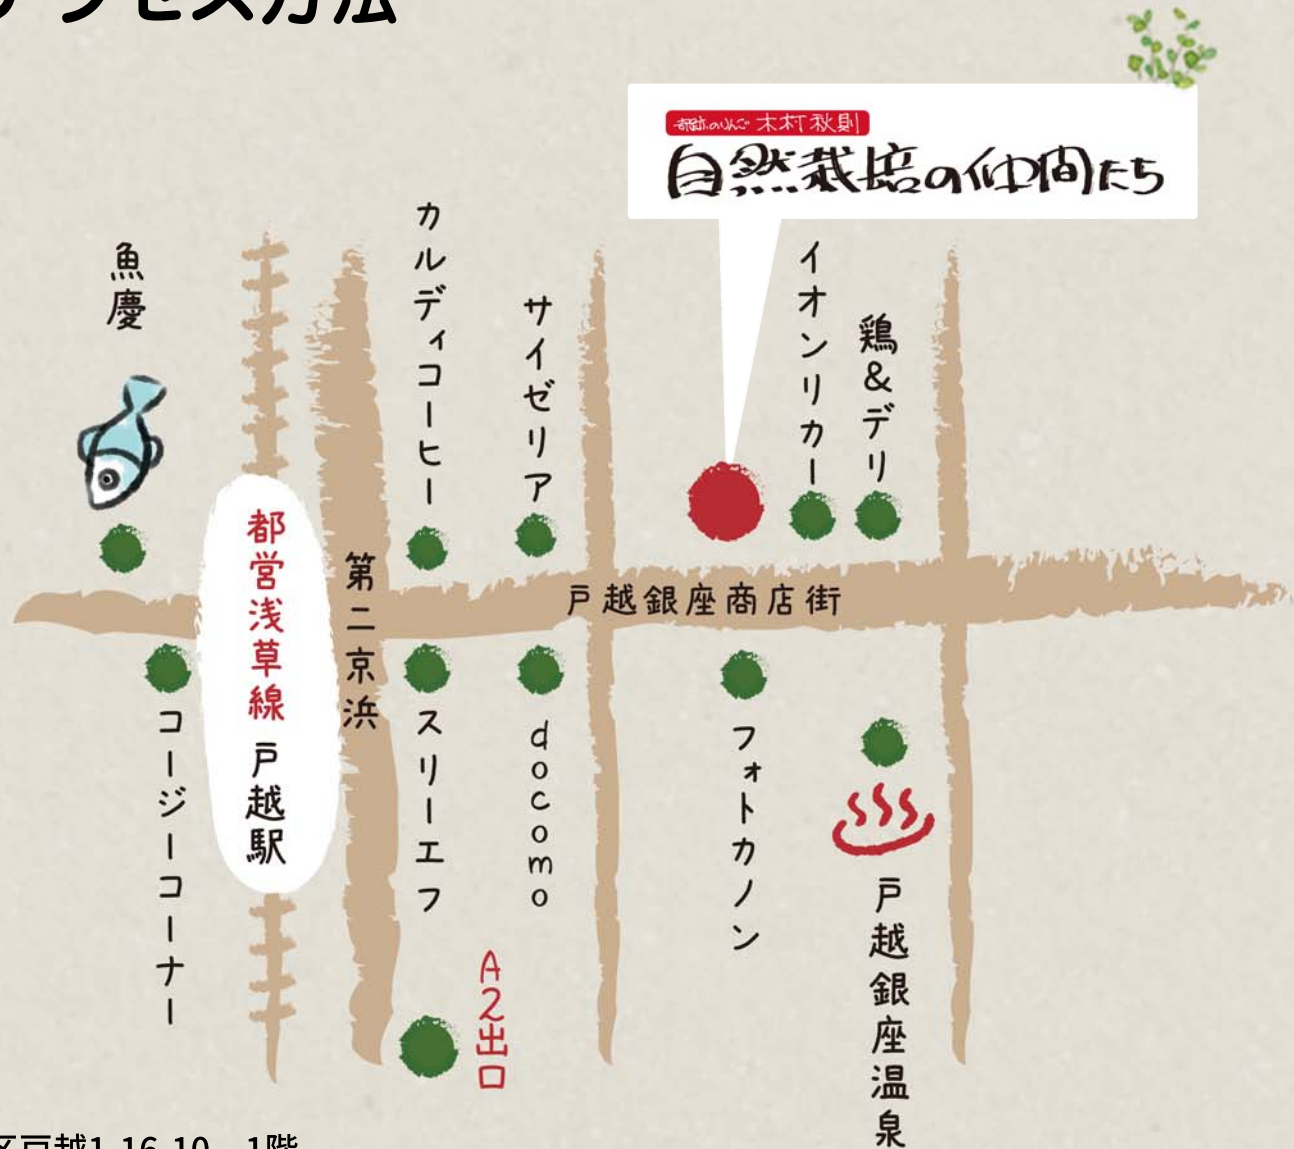 アクセス方法
奇跡のりんご 木村秋則
自然栽培の仲間たち
魚慶
カルディコーヒー
サイゼリア
イオンリカー
鶏&デリ
都営浅草線 戸越駅
第二京浜
戸越銀座商店街
コージーコーナー
スリーエフ
docomo
フォトカノン
戸越銀座温泉
A2出口
区戸越1-16-10 1階